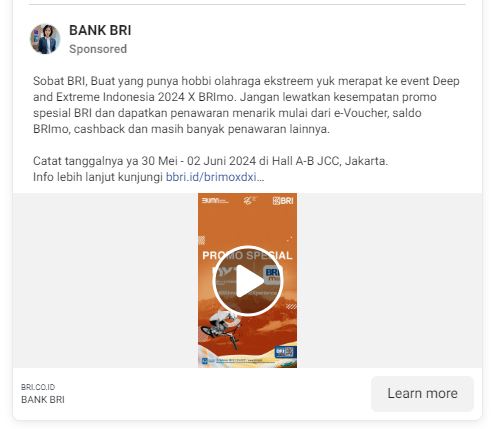 BANK BRI
Sponsored
Sobat BRI, Buat yang punya hobbi olahraga ekstreem yuk merapat ke event Deep
and Extreme Indonesia 2024 X BRImo. Jangan lewatkan kesempatan promo
spesial BRI dan dapatkan penawaran menarik mulai dari e-Voucher, saldo
BRImo, cashback dan masih banyak penawaran lainnya.
Catat tanggalnya ya 30 Mei - 02 Juni 2024 di Hall A-B JCC, Jakarta.
Info lebih lanjut kunjungi bbri.id/brimoxdxi...
BRI
PROMO SPESIAL
BRI
BRI.CO.ID
BANK BRI
Learn more